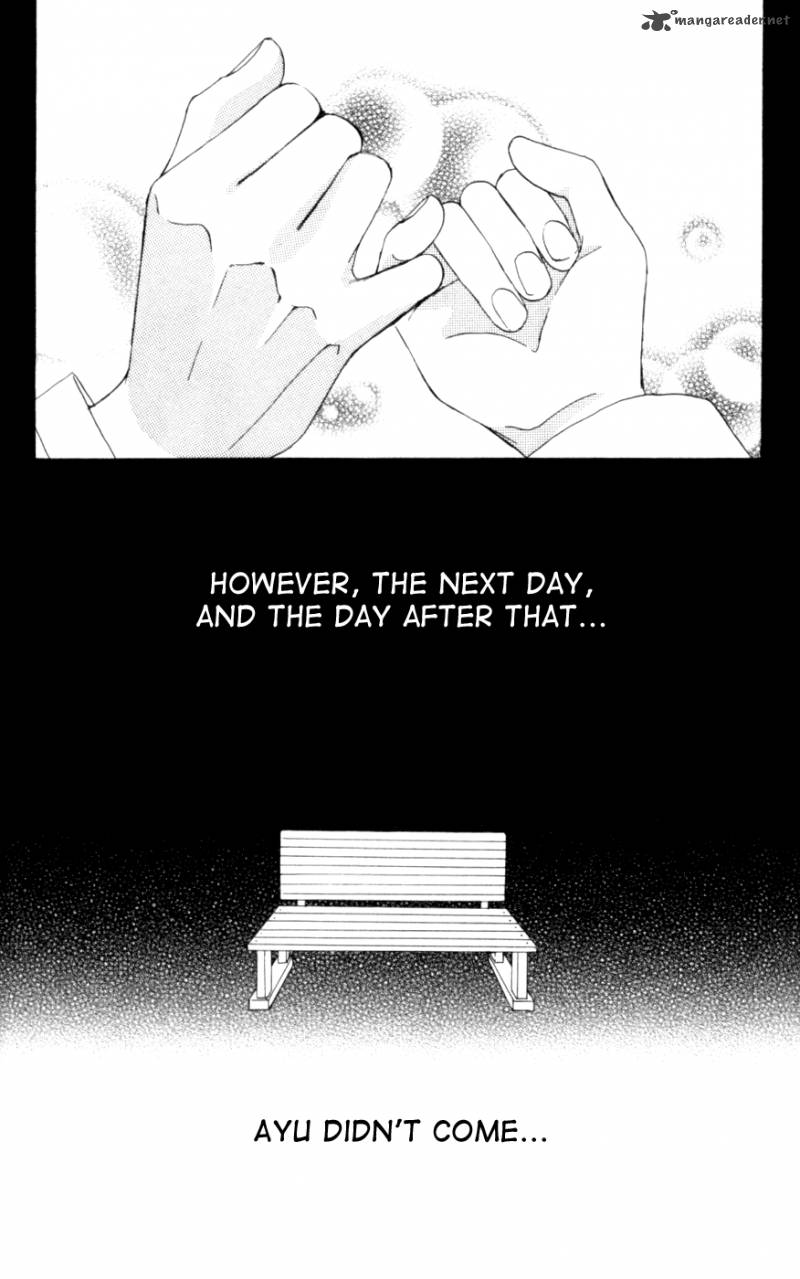 mangareader.net
HOWEVER, THE NEXT DAY,
AND THE DAY AFTER THAT...
AYU DIDN'T COME...